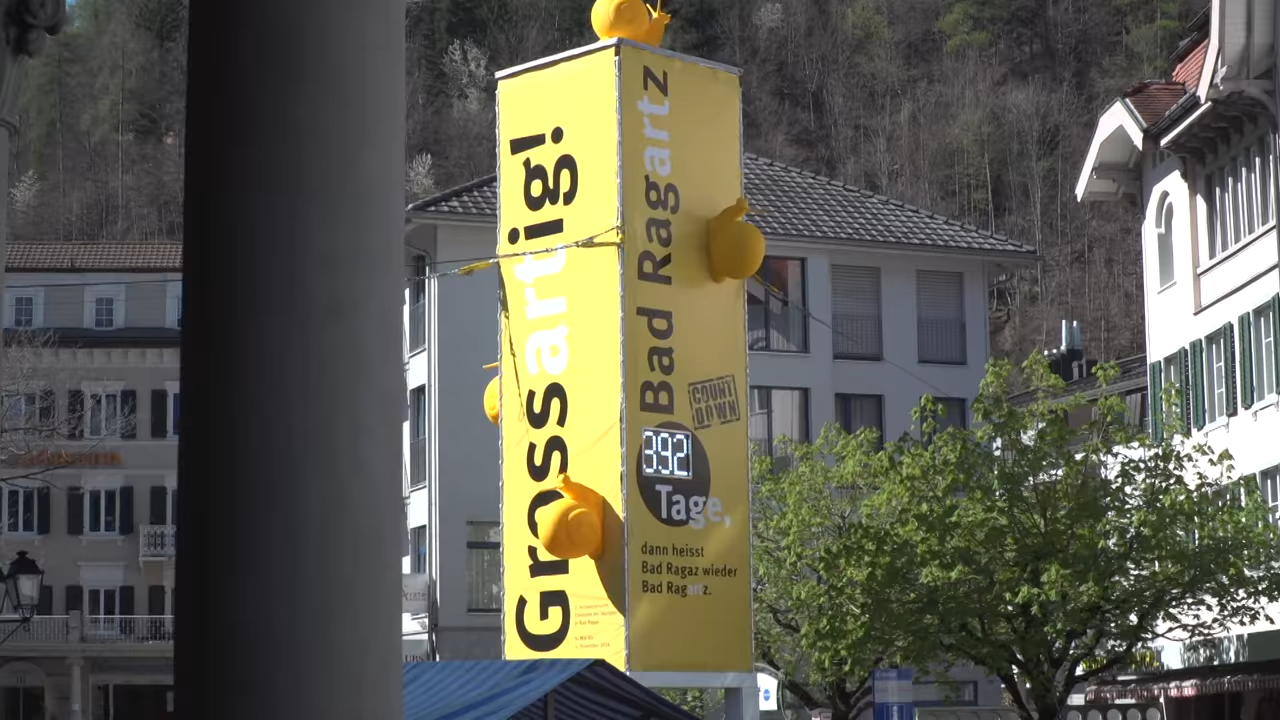 Grossartig!
Bad Ragartz
COUNT
DOWN
392
Tage,
dann heisst
Bad Ragaz wieder
Bad Ragartz.